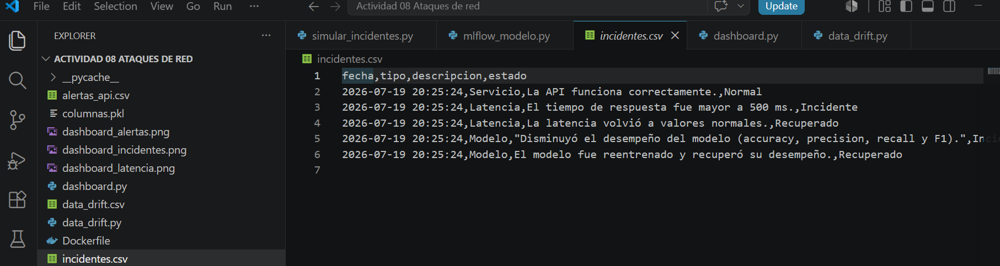 File Edit Selection View Go Run ··· Actividad 08 Ataques de red Update
EXPLORER ···
ACTIVIDAD 08 ATAQUES DE RED
__pycache__
alertas_api.csv
columnas.pkl
dashboard_alertas.png
dashboard_incidentes.png
dashboard_latencia.png
dashboard.py
data_drift.csv
data_drift.py
Dockerfile
incidentes.csv
simular_incidentes.py mlflow_modelo.py incidentes.csv dashboard.py data_drift.py
incidentes.csv
1 fecha,tipo,descripcion,estado
2 2026-07-19 20:25:24,Servicio,La API funciona correctamente.,Normal
3 2026-07-19 20:25:24,Latencia,El tiempo de respuesta fue mayor a 500 ms.,Incidente
4 2026-07-19 20:25:24,Latencia,La latencia volvió a valores normales.,Recuperado
5 2026-07-19 20:25:24,Modelo,"Disminuyó el desempeño del modelo (accuracy, precision, recall y F1).",Inci
6 2026-07-19 20:25:24,Modelo,El modelo fue reentrenado y recuperó su desempeño.,Recuperado
7